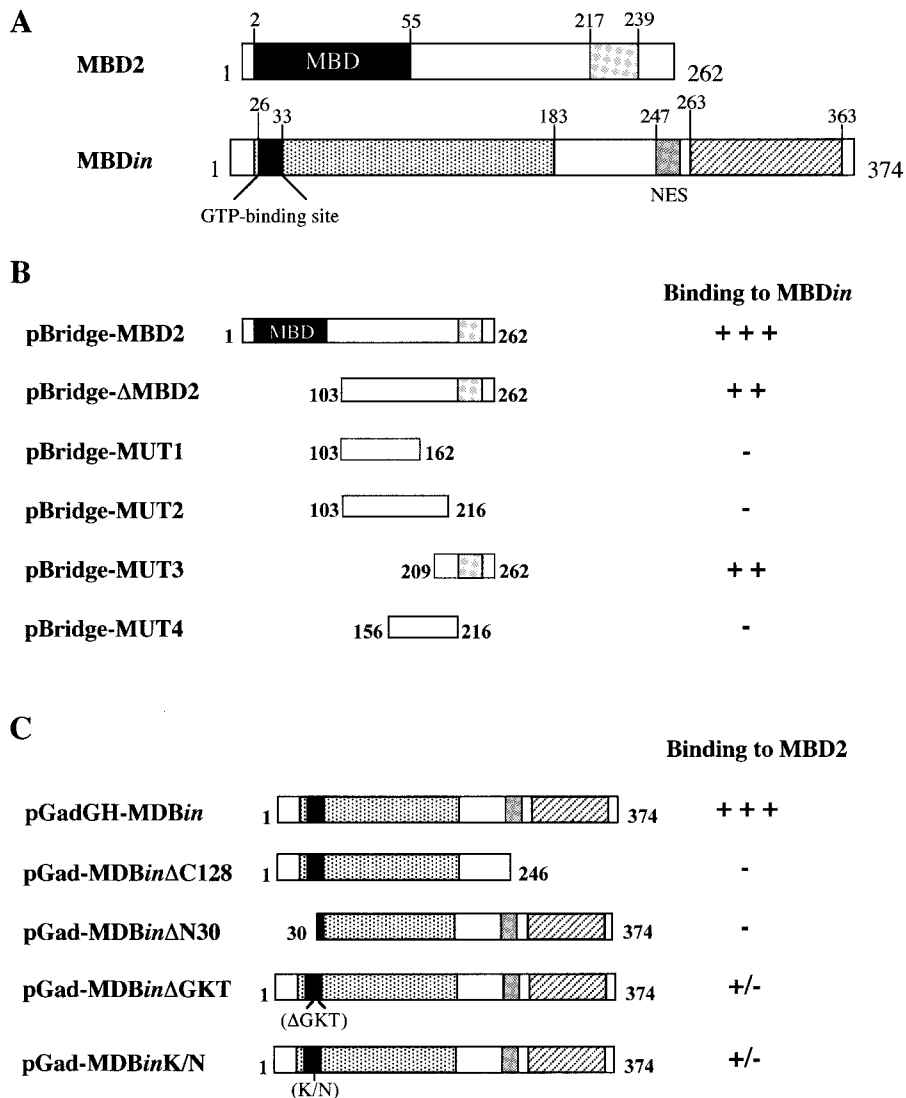 A
2 55 217 239
MBD2 1 MBD 262
26 33 183 247 263 363
MBDin 1 374
GTP-binding site NES
B
Binding to MBDin
pBridge-MBD2 1 MBD 262 + + +
pBridge-ΔMBD2 103 262 + +
pBridge-MUT1 103 162 -
pBridge-MUT2 103 216 -
pBridge-MUT3 209 262 + +
pBridge-MUT4 156 216 -
C
Binding to MBD2
pGadGH-MDBin 1 374 + + +
pGad-MDBinΔC128 1 246 -
pGad-MDBinΔN30 30 374 -
pGad-MDBinΔGKT 1 374 +/-
(ΔGKT)
pGad-MDBinK/N 1 374 +/-
(K/N)